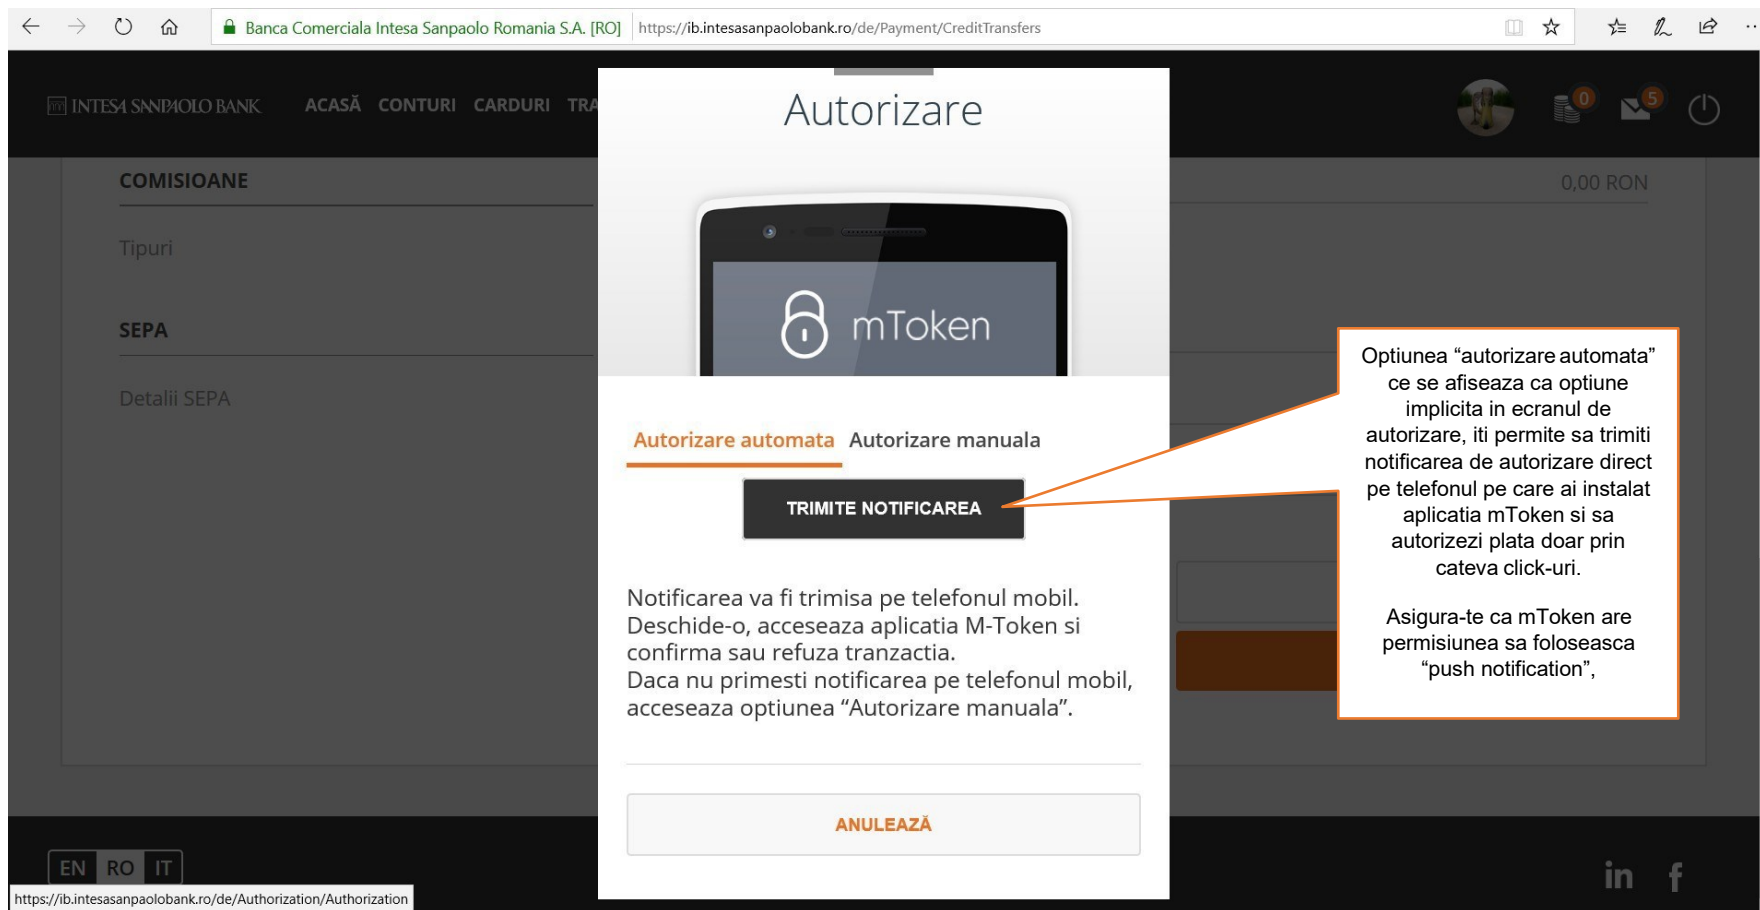 Banca Comerciala Intesa Sanpaolo Romania S.A. [RO] https://ib.intesasanpaolobank.ro/de/Payment/CreditTransfers
INTESA SANPAOLO BANK ACASĂ CONTURI CARDURI TRA
0 5
Autorizare
COMISIOANE
0,00 RON
Tipuri
SEPA
Detalii SEPA
mToken
Autorizare automata Autorizare manuala
TRIMITE NOTIFICAREA
Notificarea va fi trimisa pe telefonul mobil.
Deschide-o, acceseaza aplicatia M-Token si
confirma sau refuza tranzactia.
Daca nu primesti notificarea pe telefonul mobil,
acceseaza optiunea “Autorizare manuala”.
ANULEAZĂ
Optiunea “autorizare automata”
ce se afiseaza ca optiune
implicita in ecranul de
autorizare, iti permite sa trimiti
notificarea de autorizare direct
pe telefonul pe care ai instalat
aplicatia mToken si sa
autorizezi plata doar prin
cateva click-uri.
Asigura-te ca mToken are
permisiunea sa foloseasca
“push notification”,
EN RO IT
in f
https://ib.intesasanpaolobank.ro/de/Authorization/Authorization